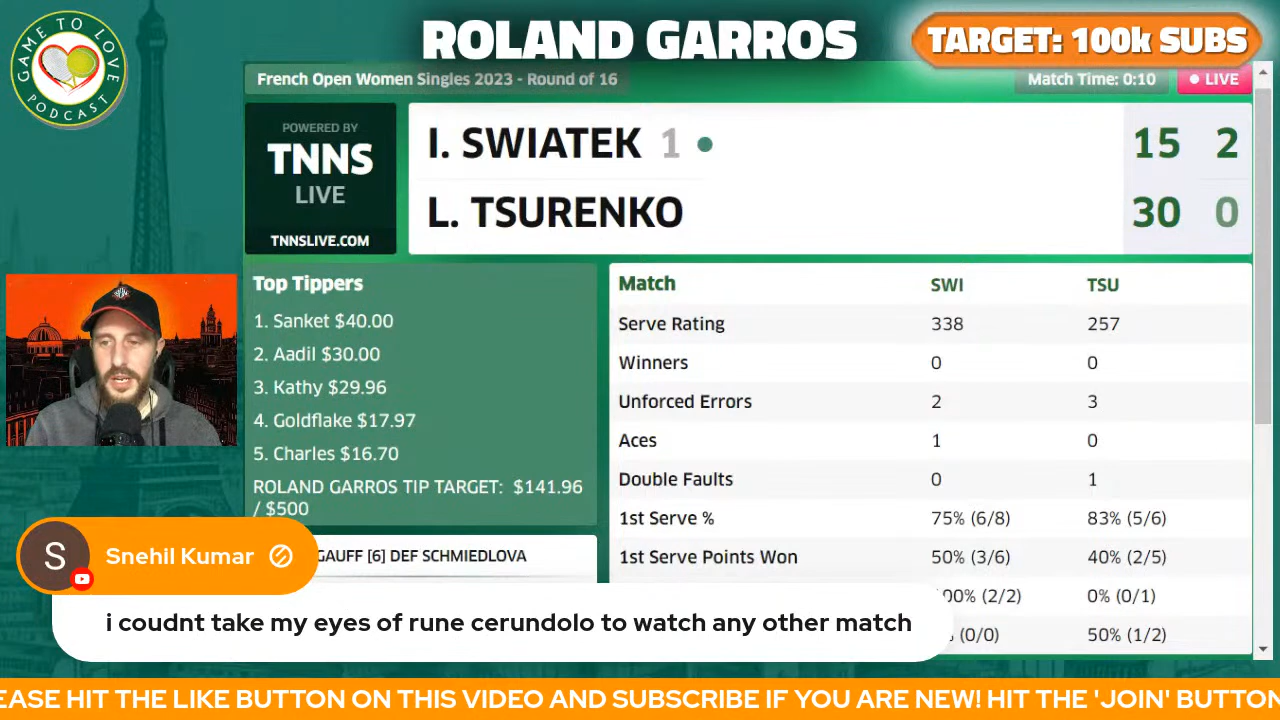 GAME TO LOVE
PODCAST
ROLAND GARROS
TARGET: 100k SUBS
French Open Women Singles 2023 - Round of 16
Match Time: 0:10
LIVE
POWERED BY
TNNS
LIVE
TNNSLIVE.COM
I. SWIATEK 1 15 2
L. TSURENKO 30 0
Top Tippers
1. Sanket $40.00
2. Aadil $30.00
3. Kathy $29.96
4. Goldflake $17.97
5. Charles $16.70
ROLAND GARROS TIP TARGET: $141.96
/ $500
GAUFF [6] DEF SCHMIEDLOVA
Match SWI TSU
Serve Rating 338 257
Winners 0 0
Unforced Errors 2 3
Aces 1 0
Double Faults 0 1
1st Serve % 75% (6/8) 83% (5/6)
1st Serve Points Won 50% (3/6) 40% (2/5)
00% (2/2) 0% (0/1)
(0/0) 50% (1/2)
S
Snehil Kumar
i coudnt take my eyes of rune cerundolo to watch any other match
EASE HIT THE LIKE BUTTON ON THIS VIDEO AND SUBSCRIBE IF YOU ARE NEW! HIT THE 'JOIN' BUTTON